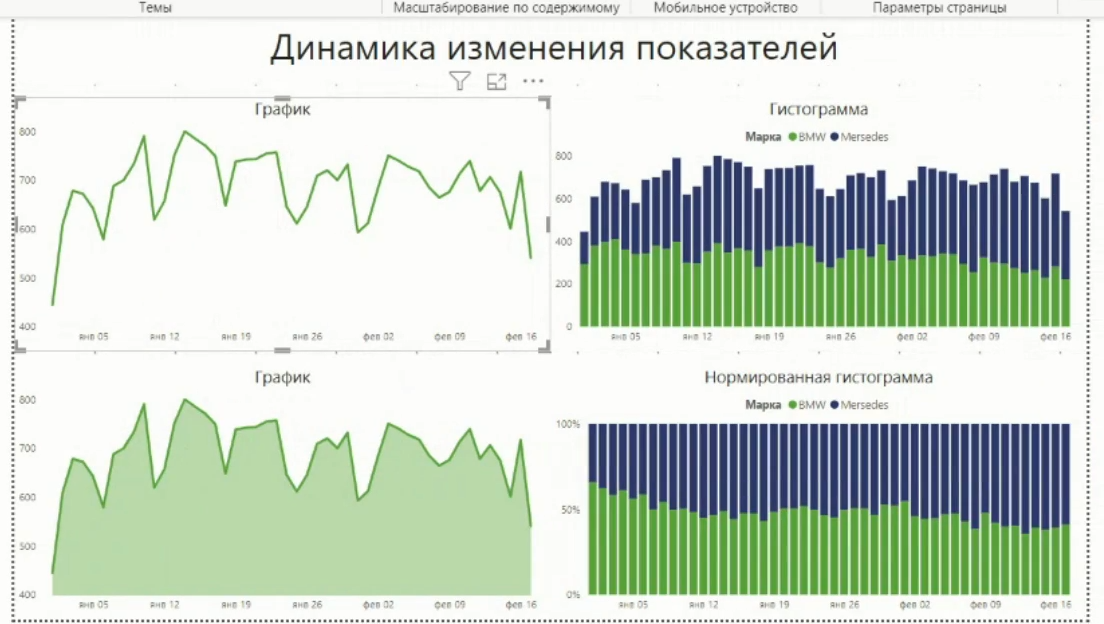 Темы Масштабирование по содержимому Мобильное устройство Параметры страницы
Динамика изменения показателей
График
800
700
600
500
400
янв 05 янв 12 янв 19 янв 26 фев 02 фев 09 фев 16
Гистограмма
Марка BMW Mersedes
800
600
400
200
0
янв 05 янв 12 янв 19 янв 26 фев 02 фев 09 фев 16
График
800
700
600
500
400
янв 05 янв 12 янв 19 янв 26 фев 02 фев 09 фев 16
Нормированная гистограмма
Марка BMW Mersedes
100%
50%
0%
янв 05 янв 12 янв 19 янв 26 фев 02 фев 09 фев 16